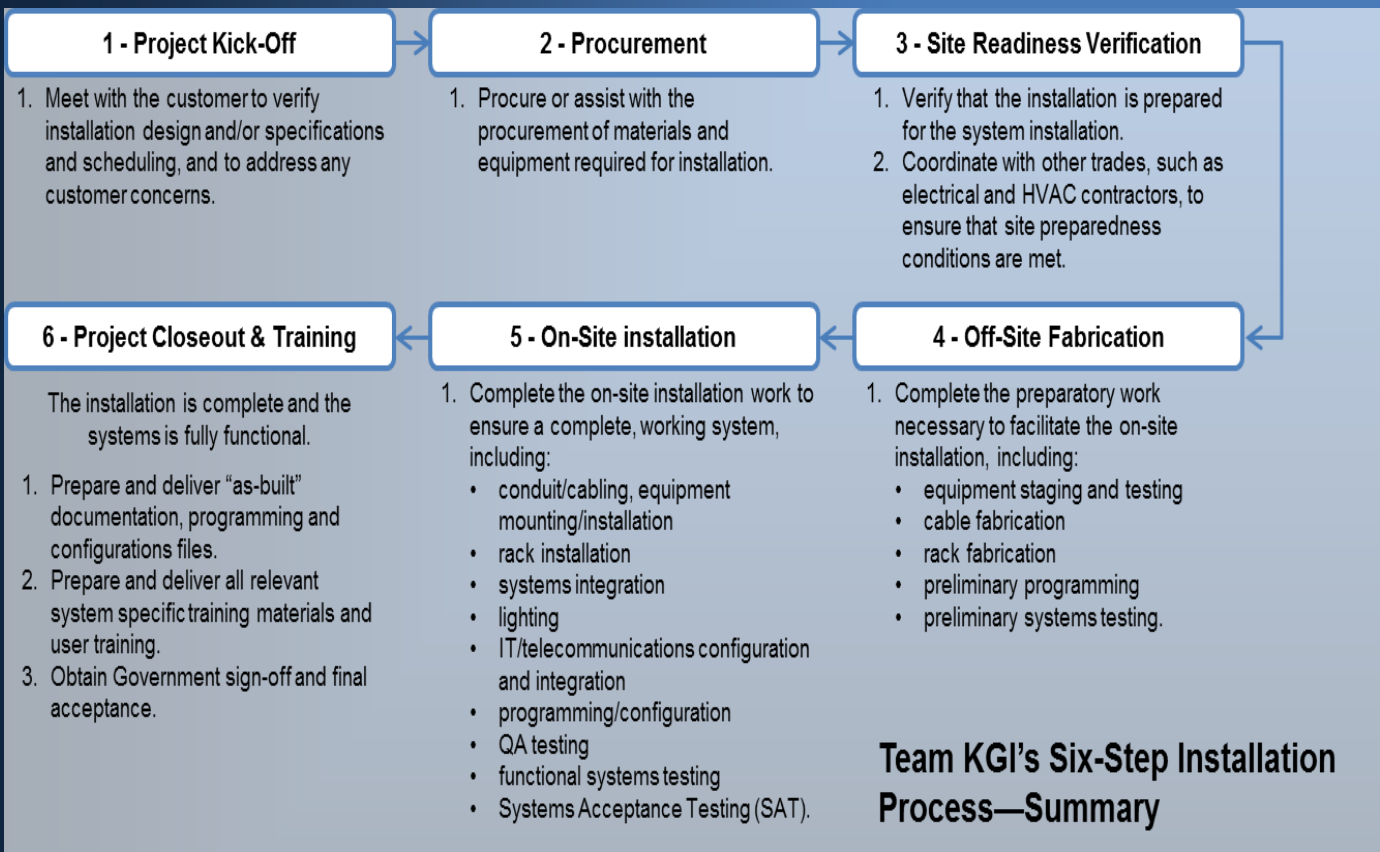 1 - Project Kick-Off
1. Meet with the customer to verify
installation design and/or specifications
and scheduling, and to address any
customer concerns.
2 - Procurement
1. Procure or assist with the
procurement of materials and
equipment required for installation.
3 - Site Readiness Verification
1. Verify that the installation is prepared
for the system installation.
2. Coordinate with other trades, such as
electrical and HVAC contractors, to
ensure that site preparedness
conditions are met.
4 - Off-Site Fabrication
1. Complete the preparatory work
necessary to facilitate the on-site
installation, including:
• equipment staging and testing
• cable fabrication
• rack fabrication
• preliminary programming
• preliminary systems testing.
5 - On-Site installation
1. Complete the on-site installation work to
ensure a complete, working system,
including:
• conduit/cabling, equipment
mounting/installation
• rack installation
• systems integration
• lighting
• IT/telecommunications configuration
and integration
• programming/configuration
• QA testing
• functional systems testing
• Systems Acceptance Testing (SAT).
6 - Project Closeout & Training
The installation is complete and the
systems is fully functional.
1. Prepare and deliver “as-built”
documentation, programming and
configurations files.
2. Prepare and deliver all relevant
system specific training materials and
user training.
3. Obtain Government sign-off and final
acceptance.
Team KGI’s Six-Step Installation
Process—Summary